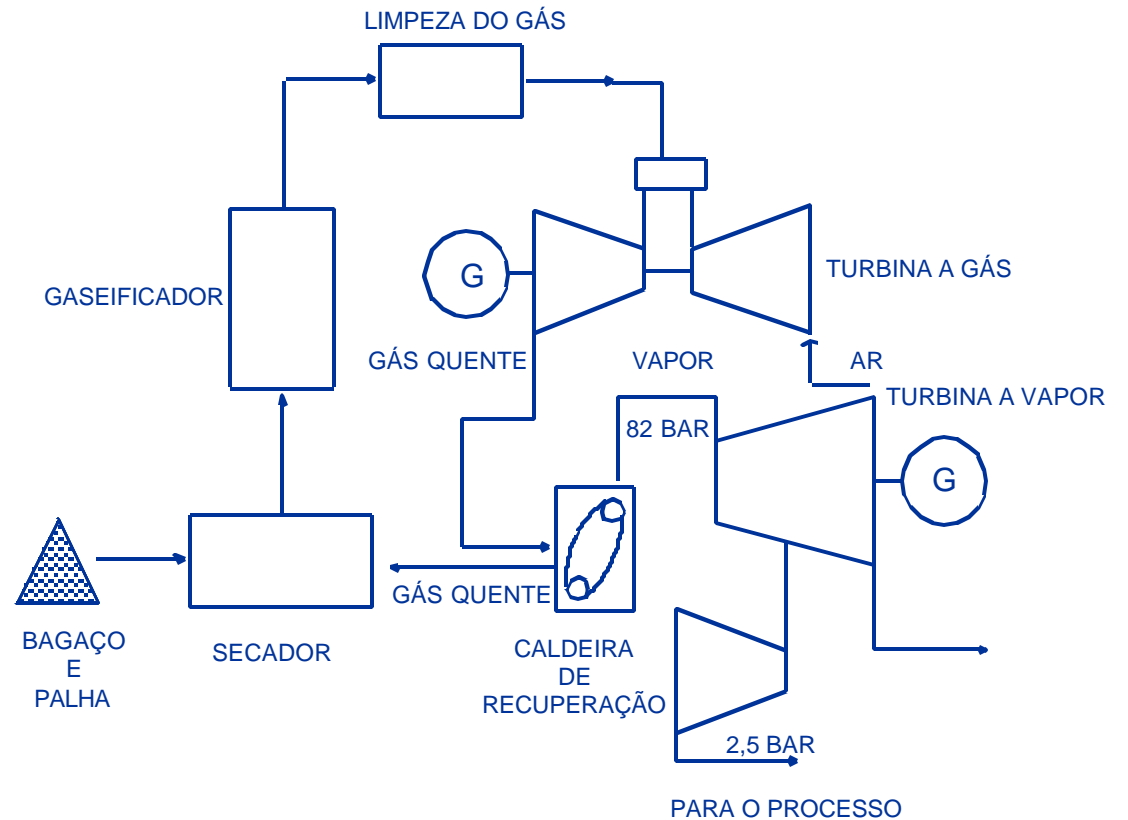 LIMPEZA DO GÁS
G
TURBINA A GÁS
GASEIFICADOR
GÁS QUENTE
VAPOR
AR
TURBINA A VAPOR
82 BAR
G
GÁS QUENTE
BAGAÇO
E
PALHA
SECADOR
CALDEIRA
DE
RECUPERAÇÃO
2,5 BAR
PARA O PROCESSO